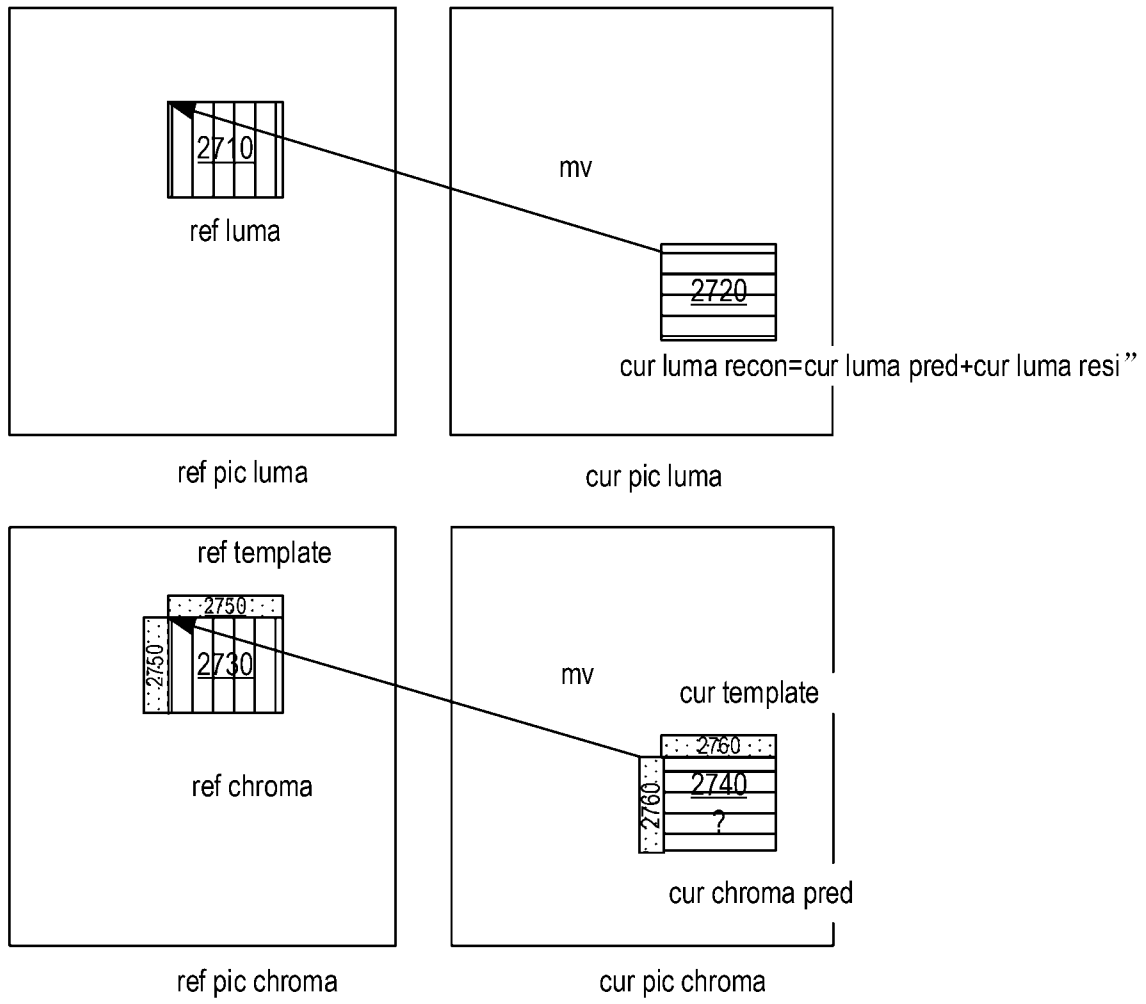 2710
ref luma
mv
2720
cur luma recon=cur luma pred+cur luma resi”
ref pic luma
cur pic luma
ref template
2750
2750
2730
ref chroma
mv
cur template
2760
2760
2740
?
cur chroma pred
ref pic chroma
cur pic chroma